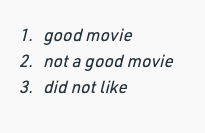 1. good movie
2. not a good movie
3. did not like